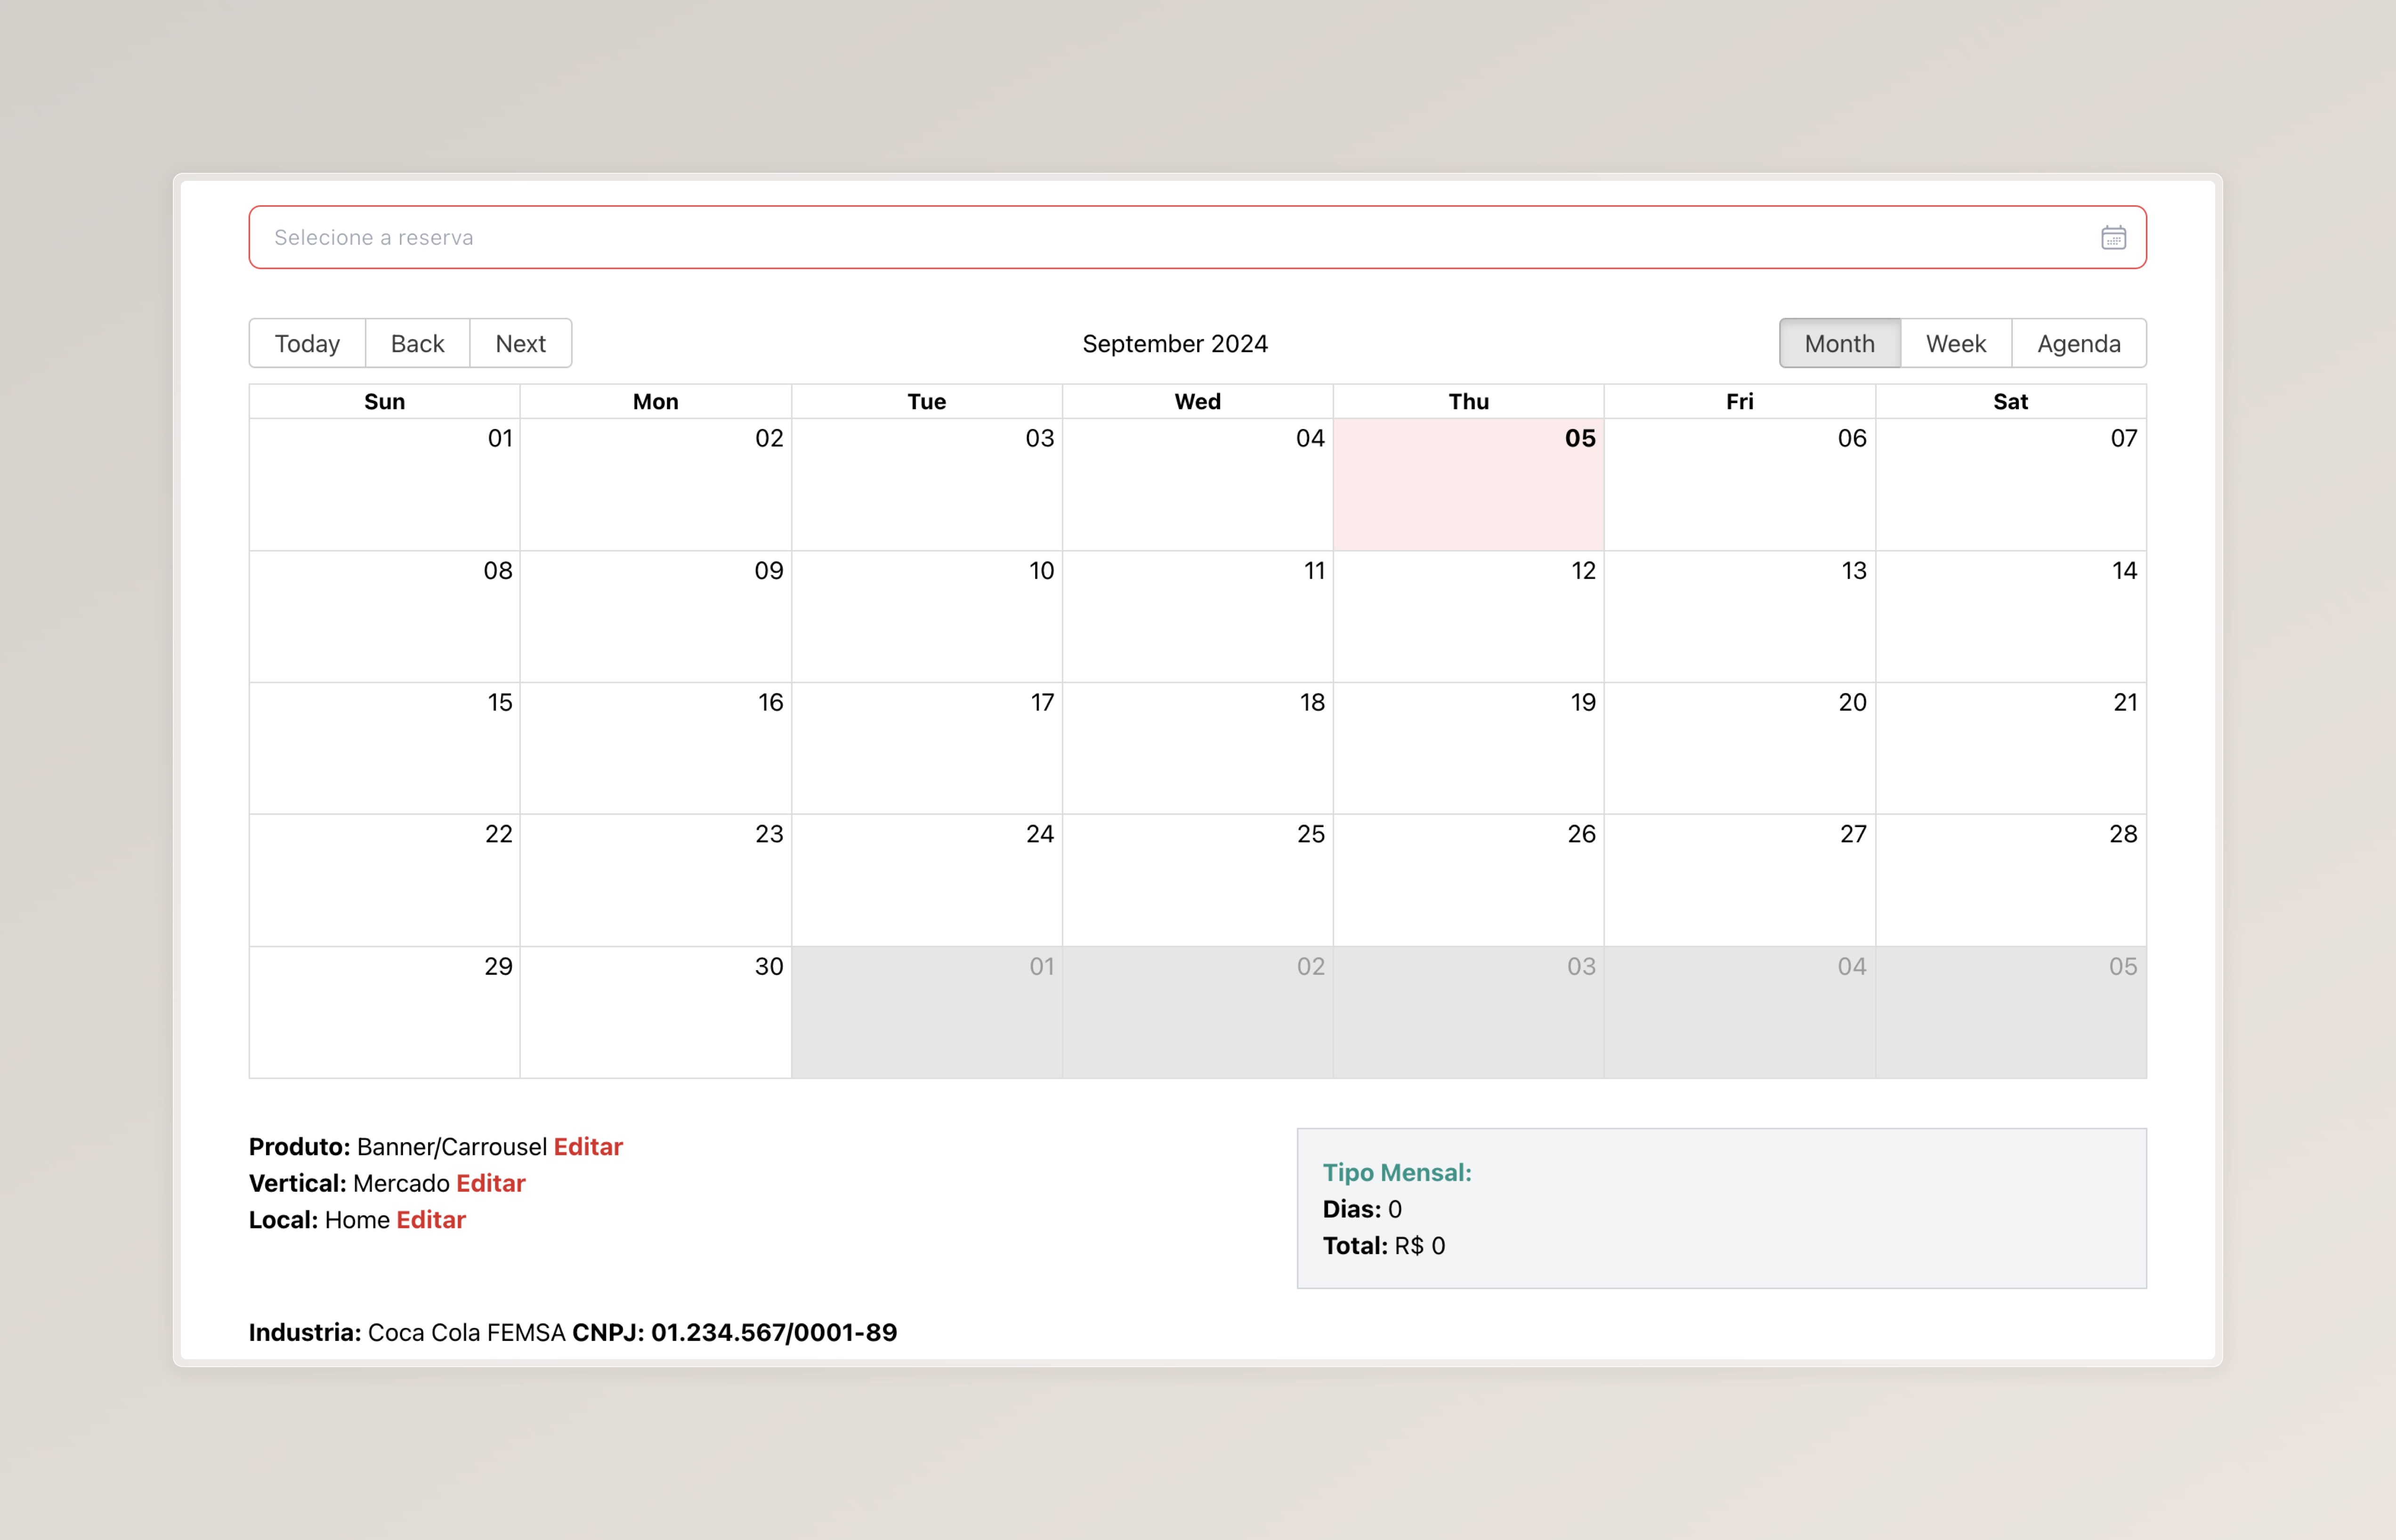 Selecione a reserva
Today Back Next September 2024 Month Week Agenda
Sun Mon Tue Wed Thu Fri Sat
01 02 03 04 05 06 07
08 09 10 11 12 13 14
15 16 17 18 19 20 21
22 23 24 25 26 27 28
29 30 01 02 03 04 05
Produto: Banner/Carrousel Editar
Vertical: Mercado Editar
Local: Home Editar
Tipo Mensal:
Dias: 0
Total: R$ 0
Industria: Coca Cola FEMSA CNPJ: 01.234.567/0001-89